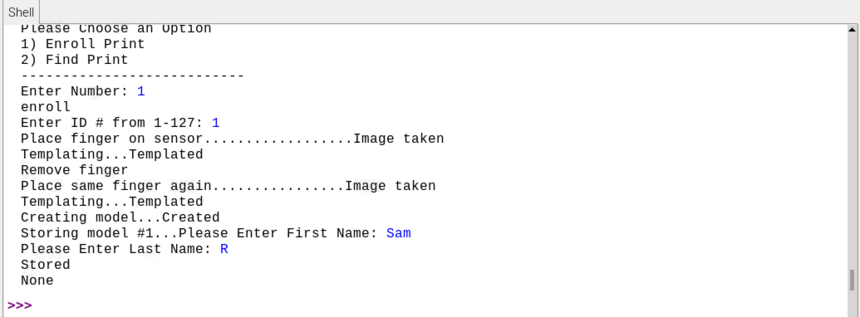 Shell
Please Choose an Option
1) Enroll Print
2) Find Print
---------------------------
Enter Number: 1
enroll
Enter ID # from 1-127: 1
Place finger on sensor..................Image taken
Templating...Templated
Remove finger
Place same finger again................Image taken
Templating...Templated
Creating model...Created
Storing model #1...Please Enter First Name: Sam
Please Enter Last Name: R
Stored
None
>>>